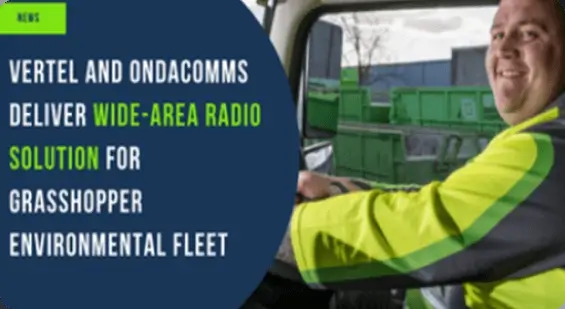 NEWS
VERTEL AND ONDACOMMS
DELIVER WIDE-AREA RADIO
SOLUTION FOR
GRASSHOPPER
ENVIRONMENTAL FLEET